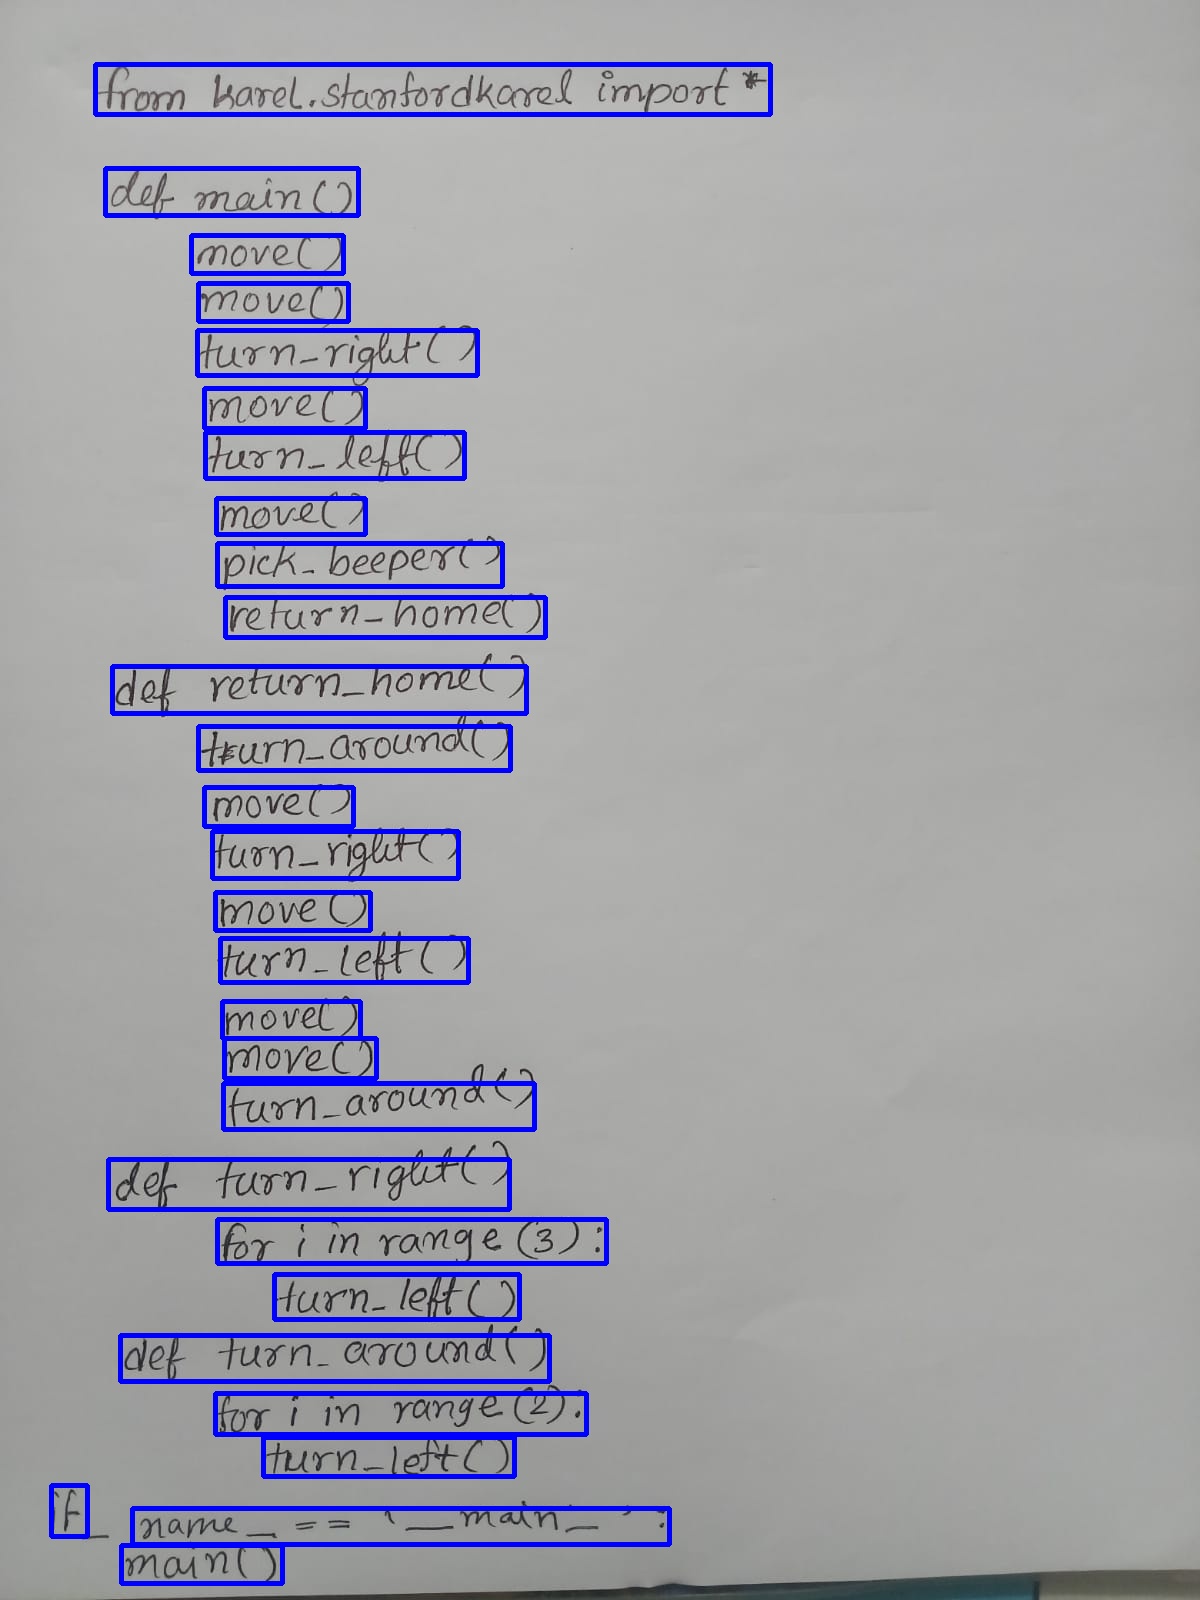 from karel.stanfordkarel import *
def main()
move()
move()
turn_right()
move()
turn_left()
move()
pick_beeper()
return_home()
def return_home()
turn_around()
move()
turn_right()
move()
turn_left()
move()
move()
turn_around()
def turn_right()
for i in range (3) :
turn_left()
def turn_around()
for i in range (2):
turn_left()
if _ name _ == '__main_ ' :
main()